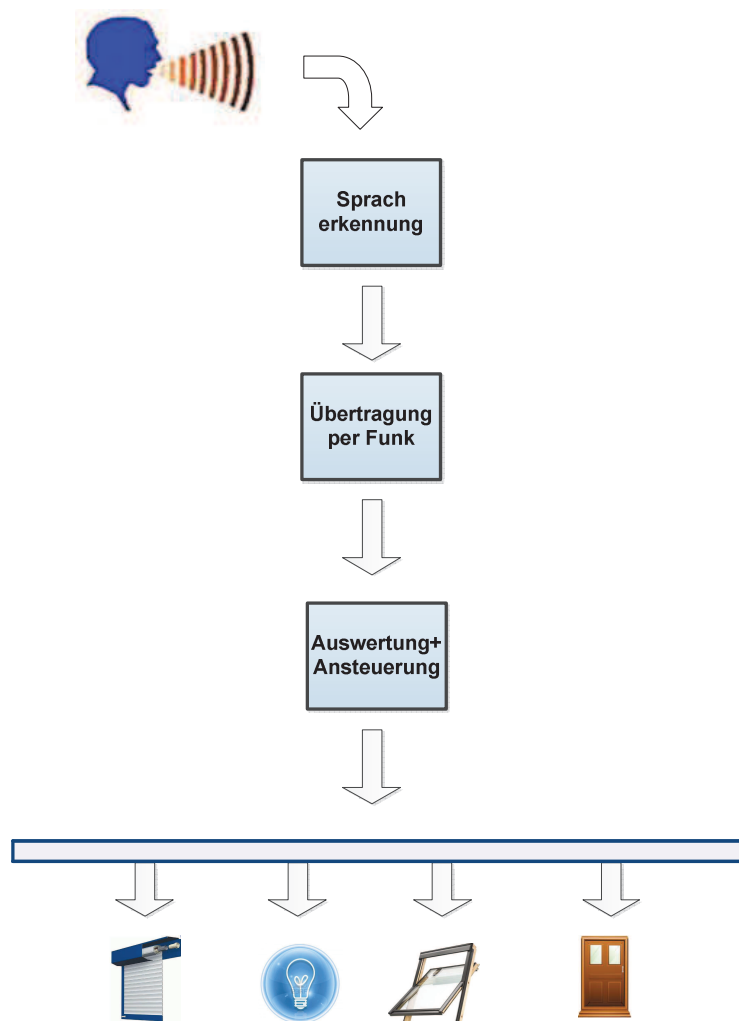 Sprach
erkennung
Übertragung
per Funk
Auswertung+
Ansteuerung